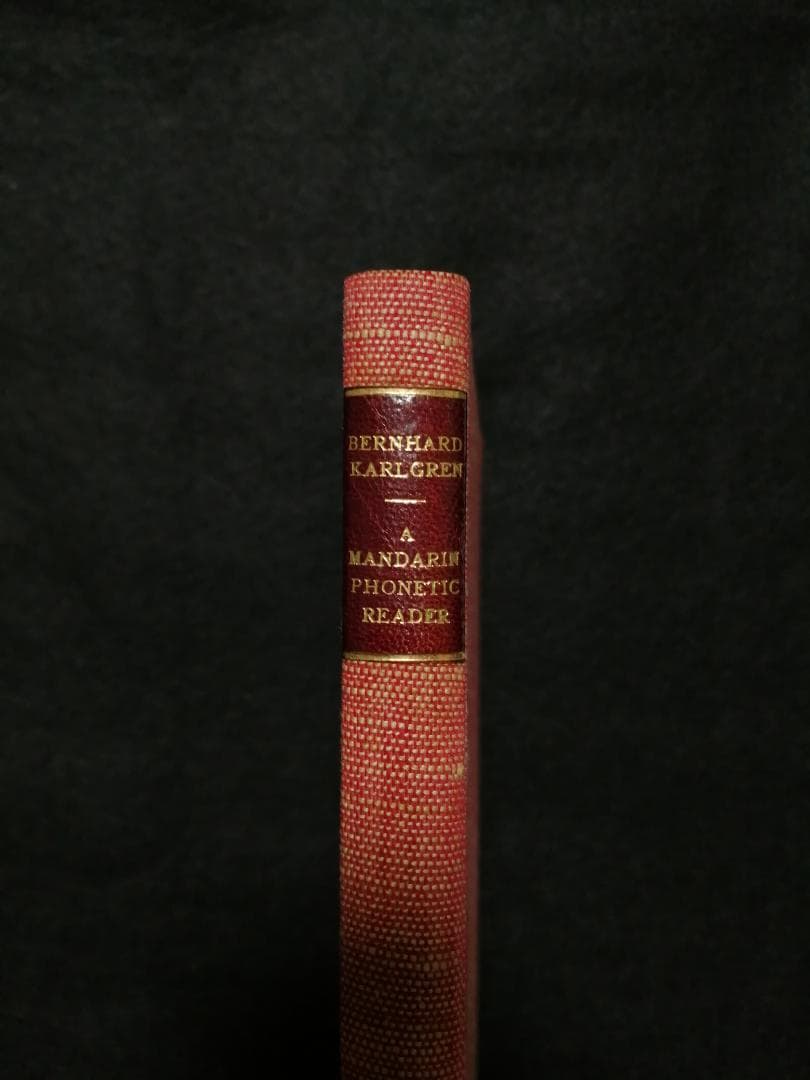 BERNHARD
KARLGREN
A
MANDARIN
PHONETIC
READER